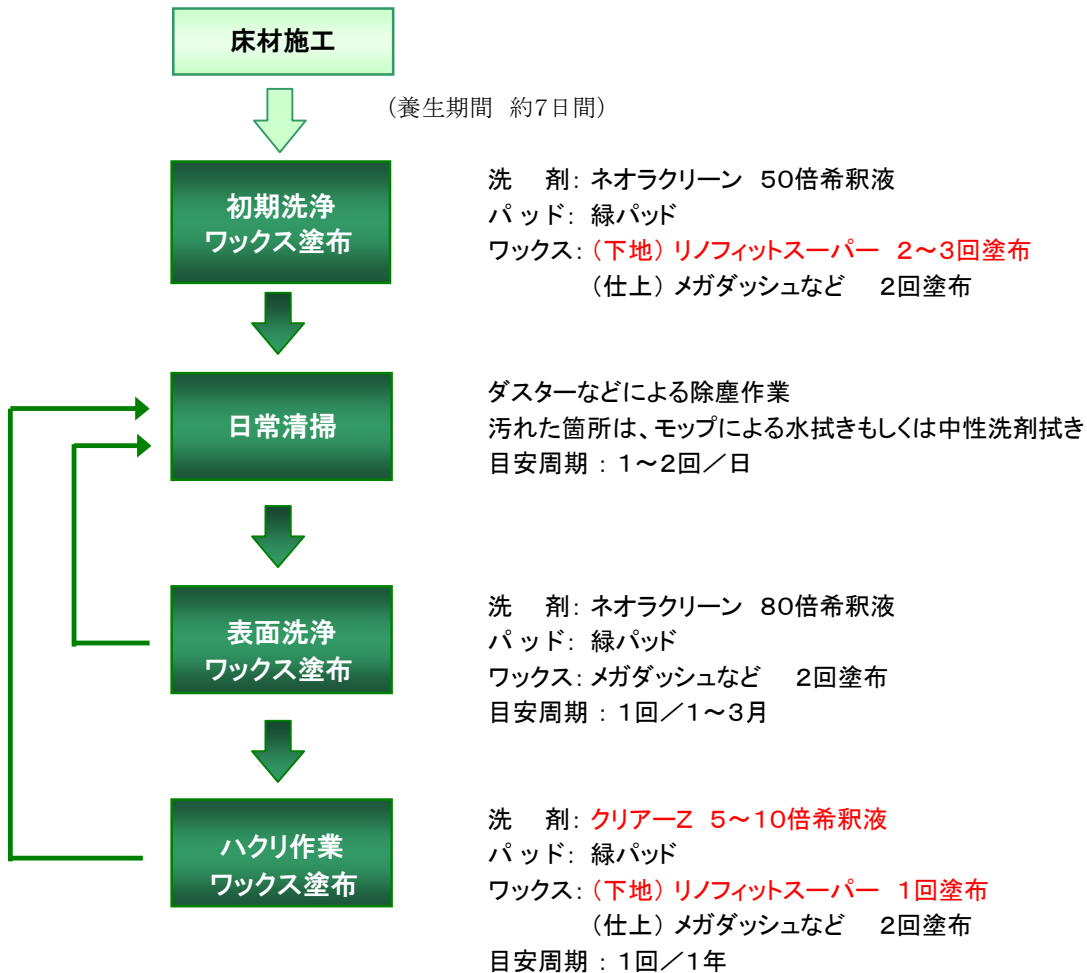 床材施工
(養生期間 約7日間)
初期洗浄
ワックス塗布
洗 剤: ネオラクリーン 50倍希釈液
パッド: 緑パッド
ワックス: (下地) リノフィットスーパー 2~3回塗布
(仕上) メガダッシュなど 2回塗布
日常清掃
ダスターなどによる除塵作業
汚れた箇所は、モップによる水拭きもしくは中性洗剤拭き
目安周期 : 1~2回/日
表面洗浄
ワックス塗布
洗 剤: ネオラクリーン 80倍希釈液
パッド: 緑パッド
ワックス: メガダッシュなど 2回塗布
目安周期 : 1回/1~3月
ハクリ作業
ワックス塗布
洗 剤: クリアーZ 5~10倍希釈液
パッド: 緑パッド
ワックス: (下地) リノフィットスーパー 1回塗布
(仕上) メガダッシュなど 2回塗布
目安周期 : 1回/1年